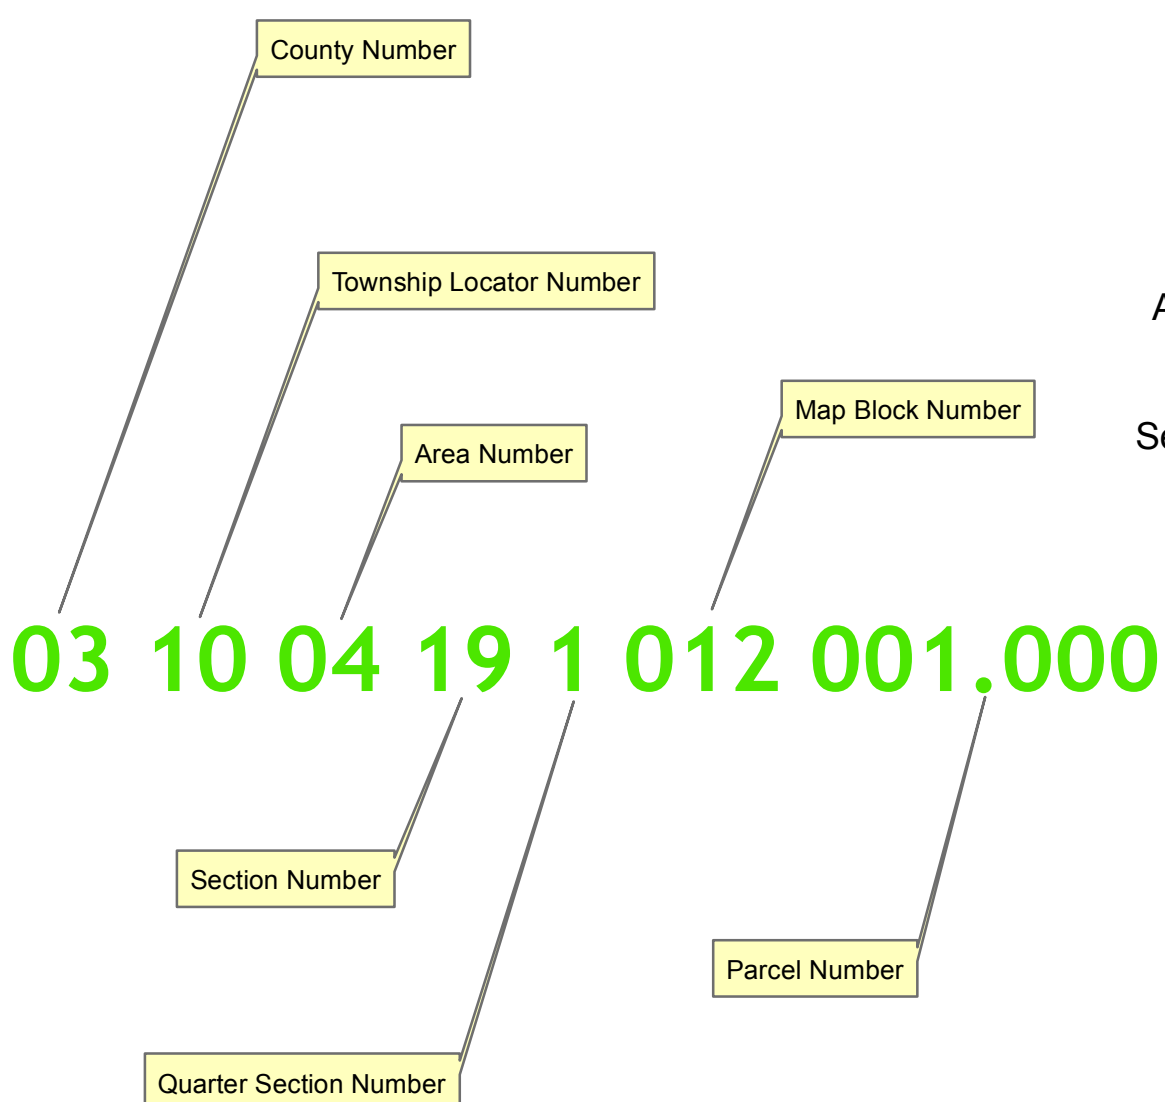 County Number
Township Locator Number
A
Map Block Number
Se
Area Number
03 10 04 19 1 012 001.000
Section Number
Parcel Number
Quarter Section Number